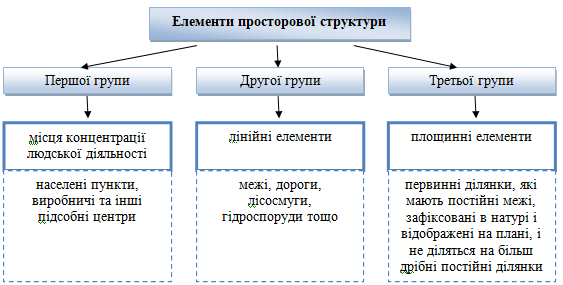 Елементи просторової структури
Першої групи
Другої групи
Третьої групи
місця концентрації
людської діяльності
лінійні елементи
площинні елементи
населені пункти,
виробничі та інші
підсобні центри
межі, дороги,
дісосмуги,
гідроспоруди тощо
первинні ділянки, які
мають постійні межі,
зафіксовані в натурі і
відображені на плані, і
не діляться на більш
дрібні постійні ділянки